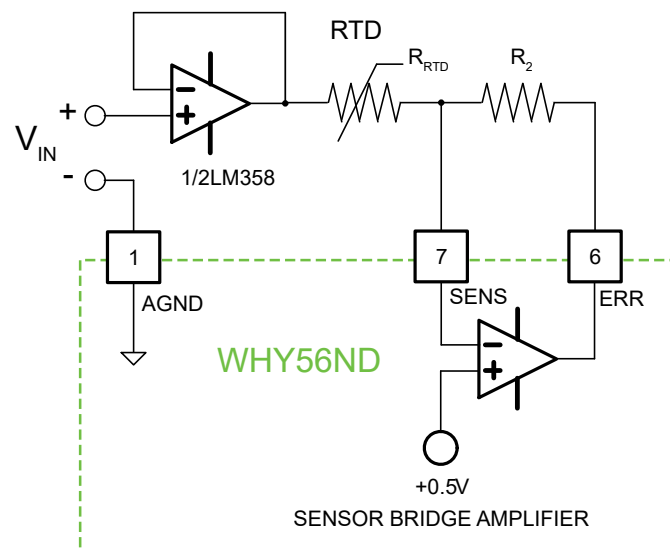 RTD
R_RTD
R_2
+
-
V_IN
-
+
1/2LM358
1
7
6
AGND
SENS
ERR
WHY56ND
-
+
+0.5V
SENSOR BRIDGE AMPLIFIER